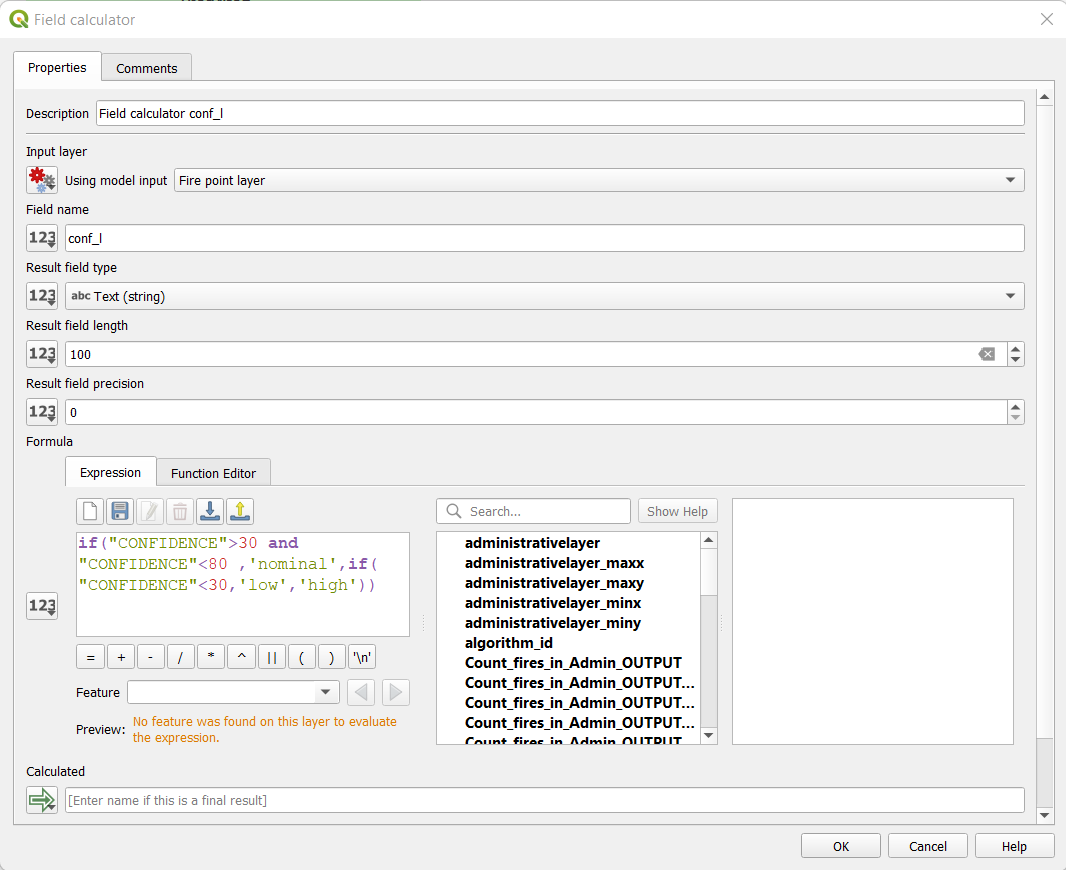 Field calculator
Properties
Comments
Description
Field calculator conf_l
Input layer
Using model input
Fire point layer
Field name
123
conf_l
Result field type
123
abc Text (string)
Result field length
123
100
Result field precision
123
0
Formula
Expression
Function Editor
Search...
Show Help
if("CONFIDENCE">30 and
"CONFIDENCE"<80 ,'nominal',if(
"CONFIDENCE"<30,'low','high'))
administrativelayer
administrativelayer_maxx
administrativelayer_maxy
administrativelayer_minx
administrativelayer_miny
algorithm_id
Count_fires_in_Admin_OUTPUT
Count_fires_in_Admin_OUTPUT...
Count_fires_in_Admin_OUTPUT...
Count_fires_in_Admin_OUTPUT...
Count_fires_in_Admin_OUTPUT
123
= + - / * ^ || ( ) '\n'
Feature
Preview:
No feature was found on this layer to evaluate
the expression.
Calculated
[Enter name if this is a final result]
OK
Cancel
Help